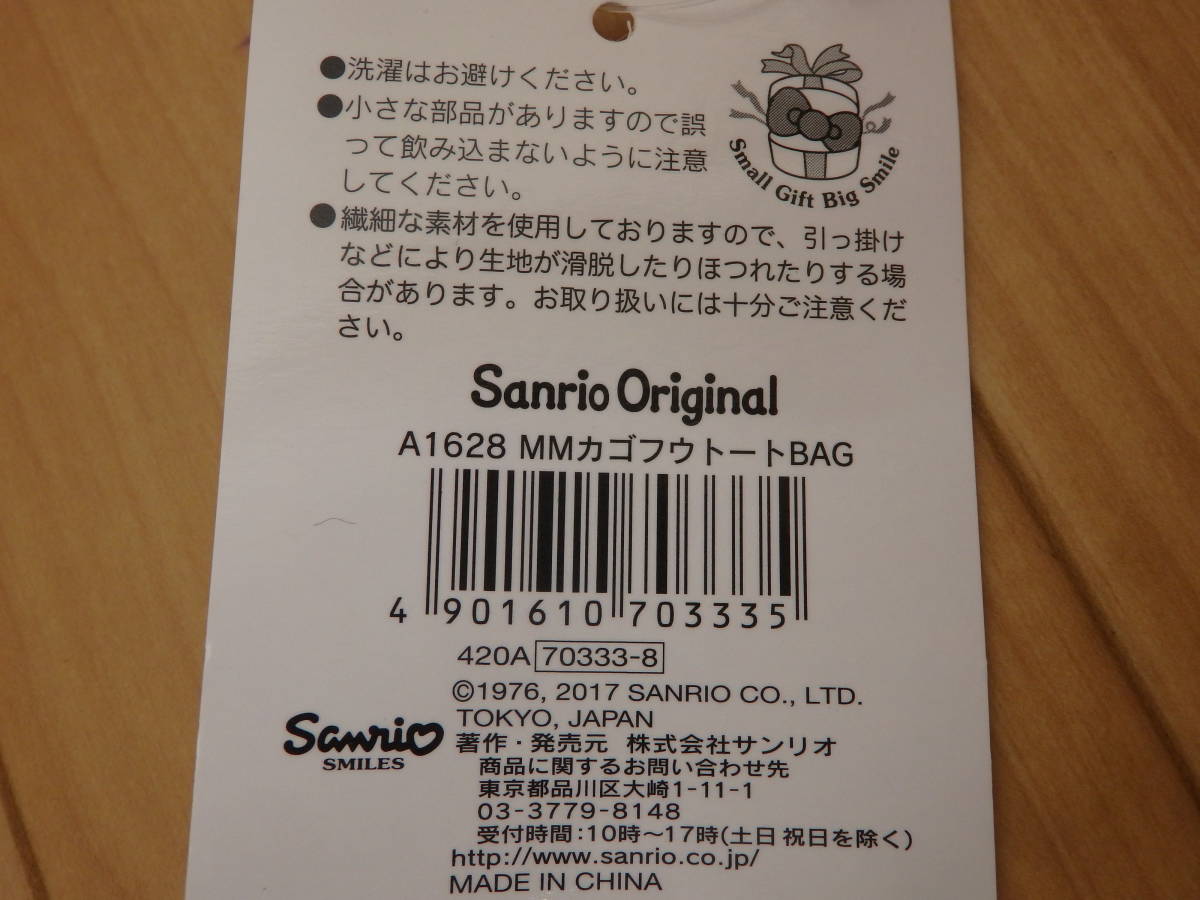 ●洗濯はお避けください。
●小さな部品がありますので誤
って飲み込まないように注意
してください。
Small Gift Big Smile
●繊細な素材を使用しておりますので、引っ掛け
などにより生地が滑脱したりほつれたりする場
合があります。お取り扱いには十分ご注意くだ
さい。
Sanrio Original
A1628 MMカゴフウトートBAG
4 901610 703335
420A 70333-8
©1976, 2017 SANRIO CO., LTD.
TOKYO, JAPAN
Sanrio
SMILES
著作・発売元 株式会社サンリオ
商品に関するお問い合わせ先
東京都品川区大崎1-11-1
03-3779-8148
受付時間:10時～17時(土日 祝日を除く)
http://www.sanrio.co.jp/
MADE IN CHINA